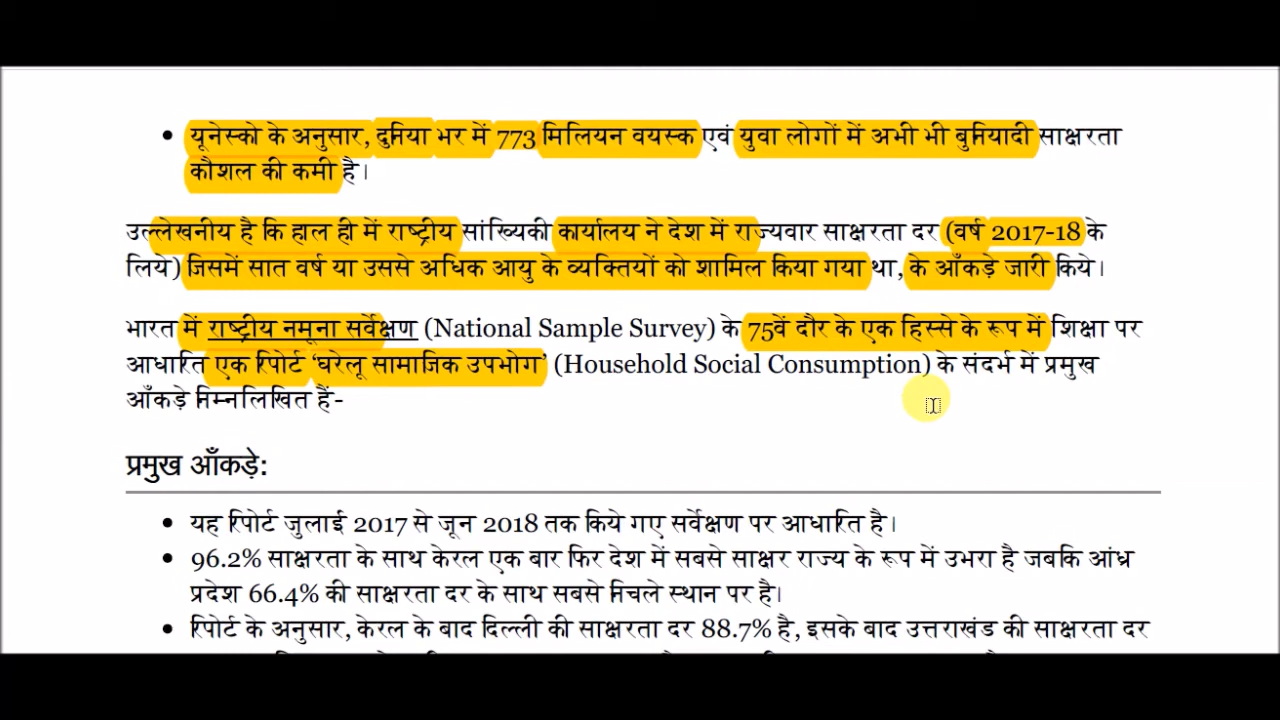 • यूनेस्को के अनुसार, दुनिया भर में 773 मिलियन वयस्क एवं युवा लोगों में अभी भी बुनियादी साक्षरता
कौशल की कमी है।
उल्लेखनीय है कि हाल ही में राष्ट्रीय सांख्यिकी कार्यालय ने देश में राज्यवार साक्षरता दर (वर्ष 2017-18 के
लिये) जिसमें सात वर्ष या उससे अधिक आयु के व्यक्तियों को शामिल किया गया था, के आँकड़े जारी किये।
भारत में राष्ट्रीय नमूना सर्वेक्षण (National Sample Survey) के 75वें दौर के एक हिस्से के रूप में शिक्षा पर
आधारित एक रिपोर्ट ‘घरेलू सामाजिक उपभोग’ (Household Social Consumption) के संदर्भ में प्रमुख
आँकड़े निम्नलिखित हैं-
प्रमुख आँकड़े:
• यह रिपोर्ट जुलाई 2017 से जून 2018 तक किये गए सर्वेक्षण पर आधारित है।
• 96.2% साक्षरता के साथ केरल एक बार फिर देश में सबसे साक्षर राज्य के रूप में उभरा है जबकि आंध्र
प्रदेश 66.4% की साक्षरता दर के साथ सबसे निचले स्थान पर है।
• रिपोर्ट के अनुसार, केरल के बाद दिल्ली की साक्षरता दर 88.7% है, इसके बाद उत्तराखंड की साक्षरता दर